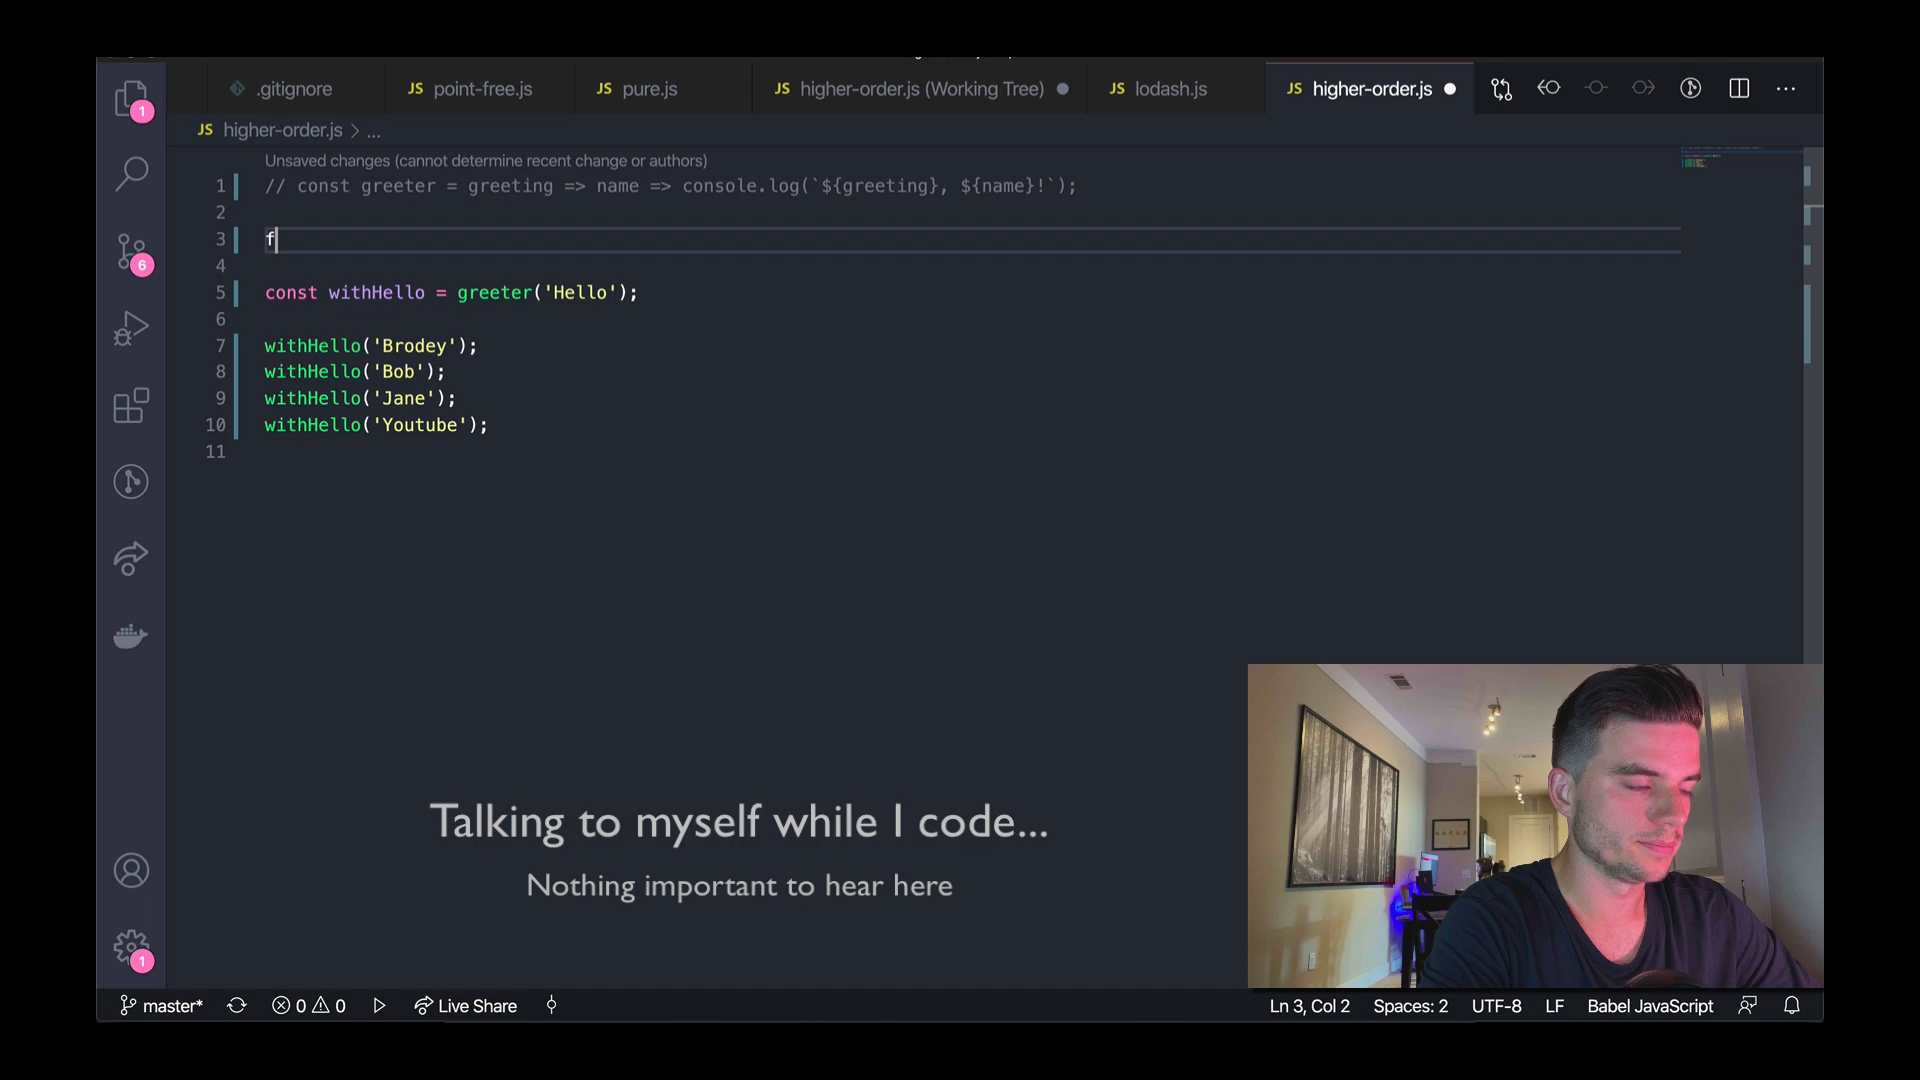 .gitignore
JS point-free.js
JS pure.js
JS higher-order.js (Working Tree)
JS lodash.js
JS higher-order.js
JS higher-order.js > ...
Unsaved changes (cannot determine recent change or authors)
1 // const greeter = greeting => name => console.log(`${greeting}, ${name}!`);
2
3 f
4
5 const withHello = greeter('Hello');
6
7 withHello('Brodey');
8 withHello('Bob');
9 withHello('Jane');
10 withHello('Youtube');
11
1
6
1
Talking to myself while I code...
Nothing important to hear here
master* 0 0 Live Share Ln 3, Col 2 Spaces: 2 UTF-8 LF Babel JavaScript